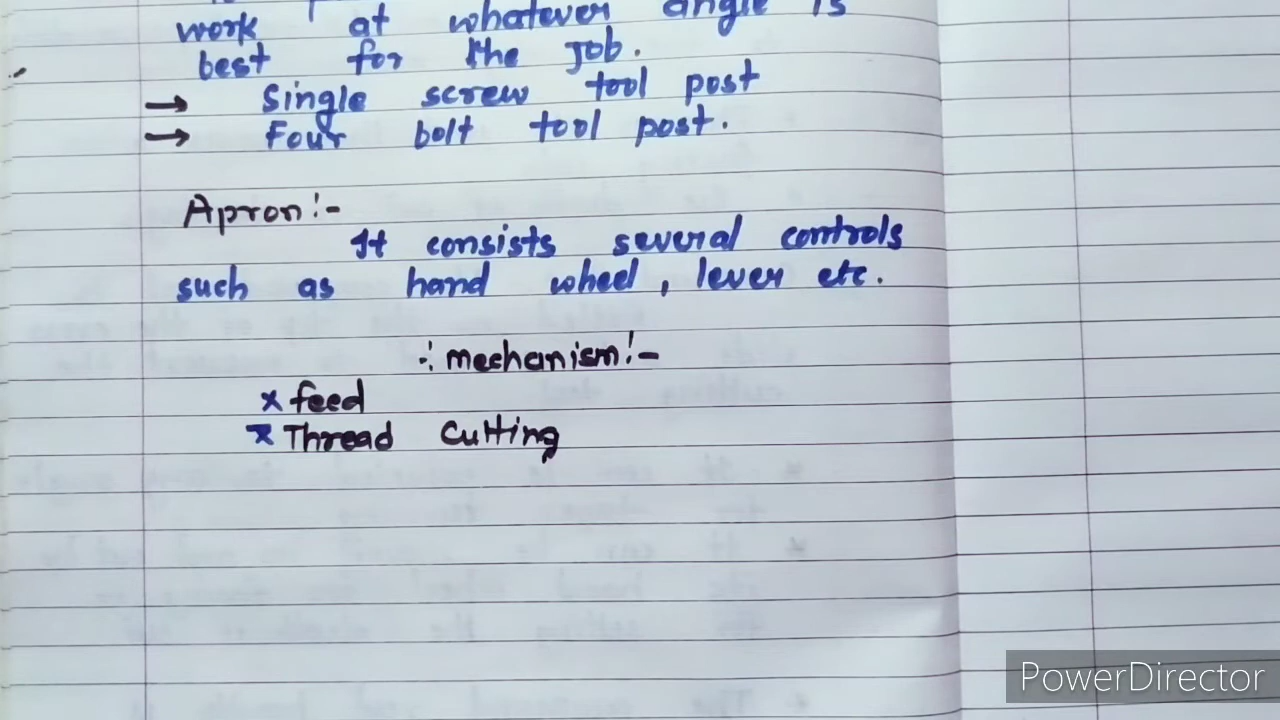 work at whatever angle is
best for the job.
→ Single screw tool post
→ Four bolt tool post.
Apron:-
It consists several controls
such as hand wheel, lever etc.
-: mechanism:-
x feed
x Thread Cutting
PowerDirector